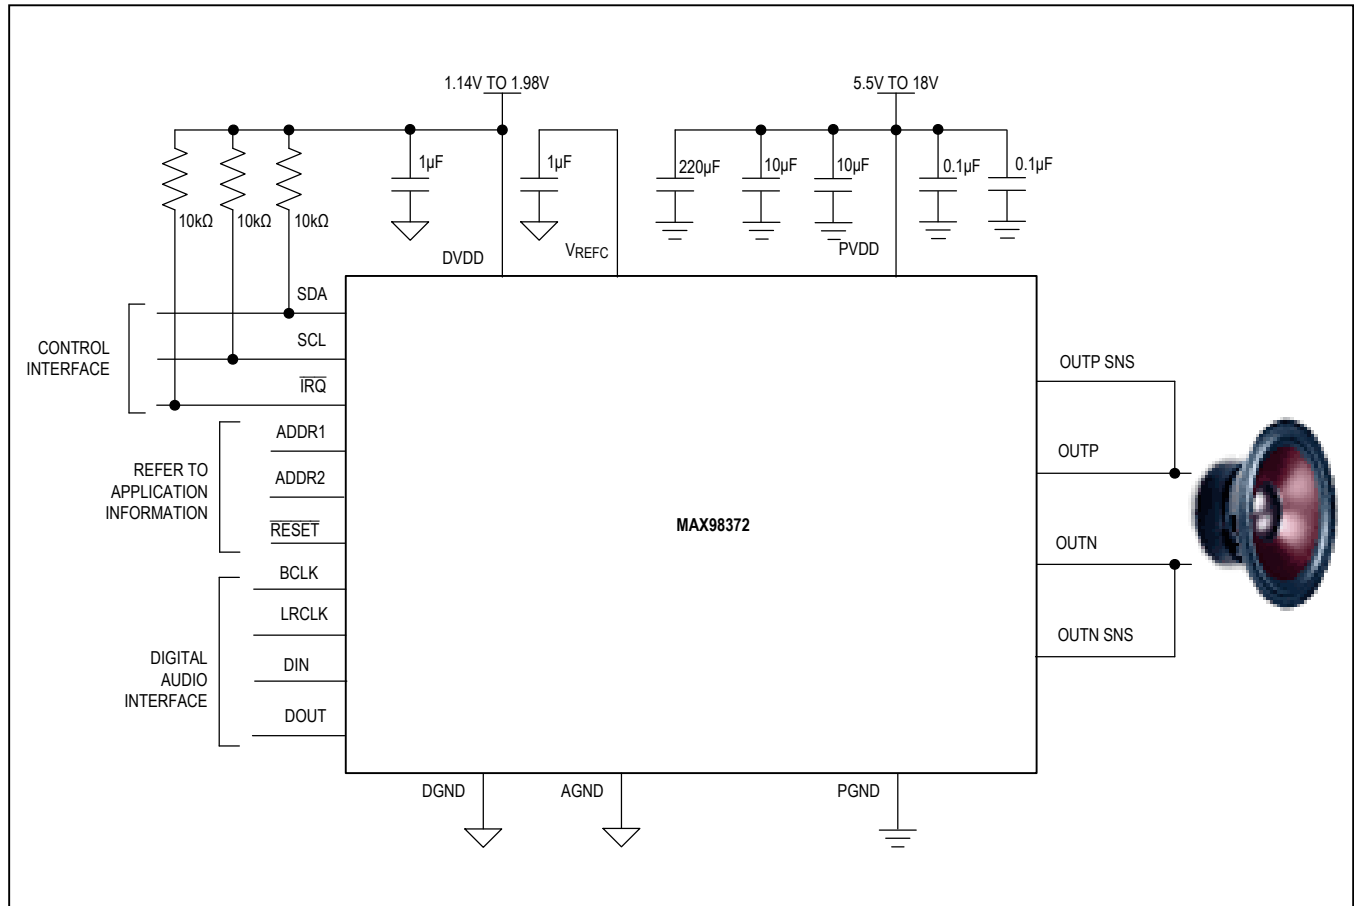 1.14V TO 1.98V
5.5V TO 18V
1µF
1µF
220µF
10µF
10µF
0.1µF
0.1µF
10kΩ
10kΩ
10kΩ
DVDD
VREFC
PVDD
SDA
SCL
IRQ
CONTROL
INTERFACE
ADDR1
ADDR2
RESET
REFER TO
APPLICATION
INFORMATION
BCLK
LRCLK
DIN
DOUT
DIGITAL
AUDIO
INTERFACE
MAX98372
OUTP SNS
OUTP
OUTN
OUTN SNS
DGND
AGND
PGND